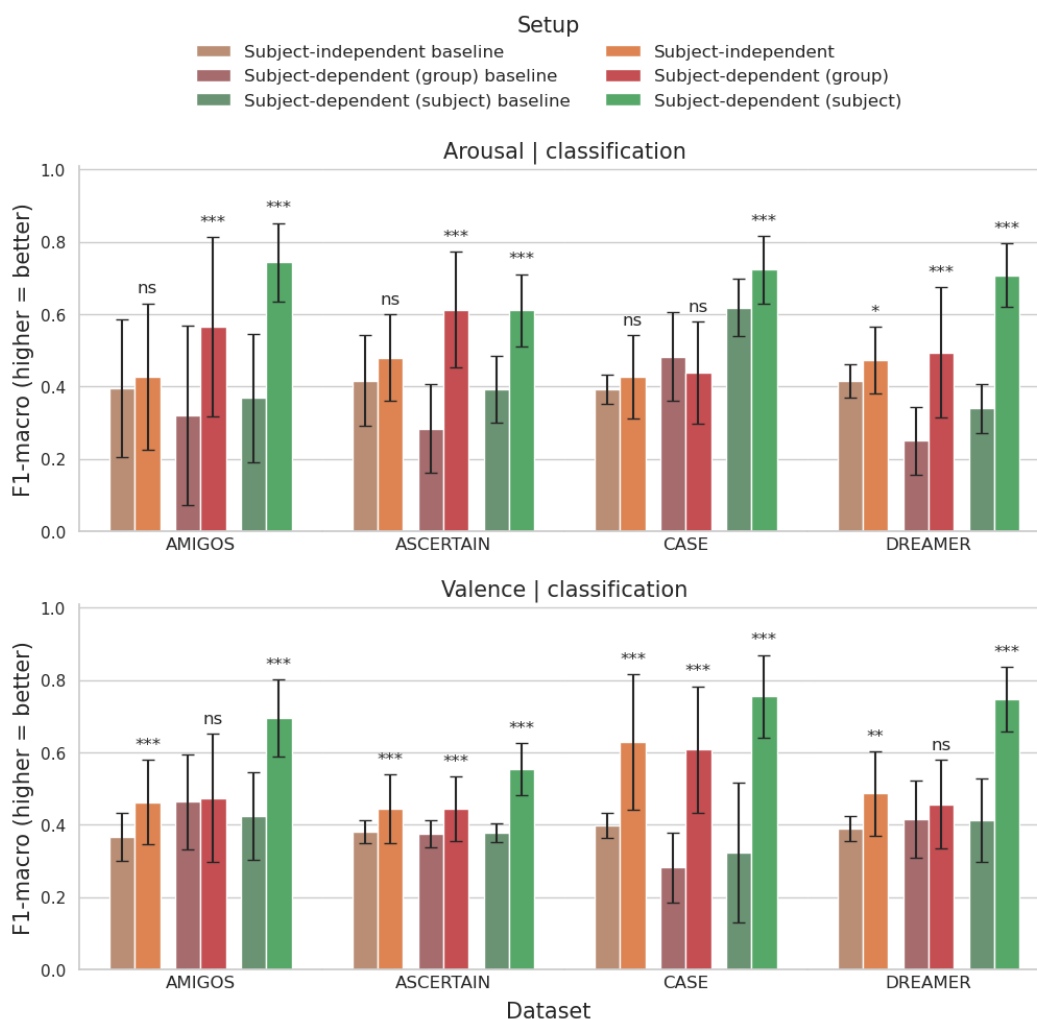 Setup
Subject-independent baseline
Subject-independent
Subject-dependent (group) baseline
Subject-dependent (group)
Subject-dependent (subject) baseline
Subject-dependent (subject)
Arousal | classification
F1-macro (higher = better)
1.0
0.8
0.6
0.4
0.2
0.0
ns *** *** ns *** *** ns ns *** * *** ***
AMIGOS ASCERTAIN CASE DREAMER
Valence | classification
F1-macro (higher = better)
1.0
0.8
0.6
0.4
0.2
0.0
*** ns *** *** *** *** *** *** *** ** ns ***
AMIGOS ASCERTAIN CASE DREAMER
Dataset